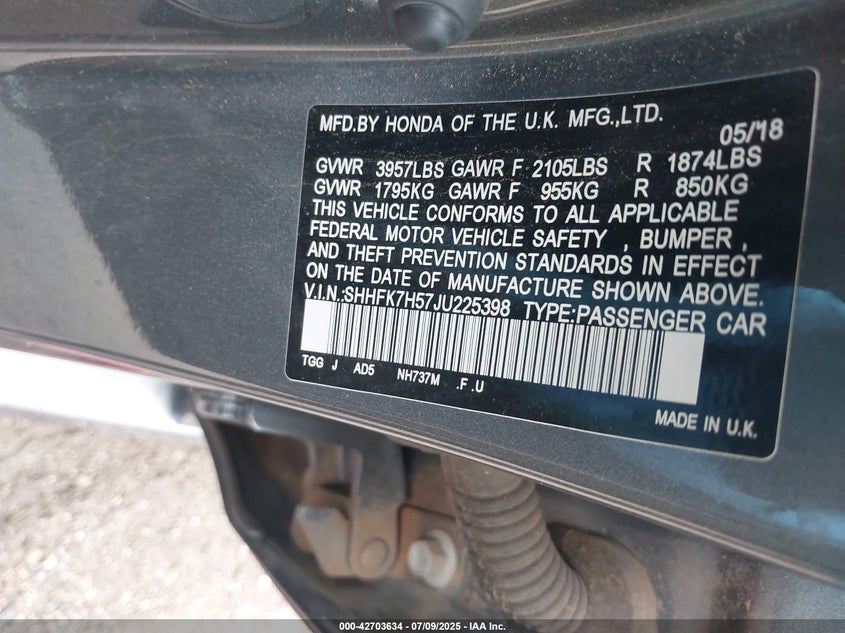 MFD.BY HONDA OF THE U.K. MFG.,LTD.
05/18
GVWR 3957LBS GAWR F 2105LBS R 1874LBS
GVWR 1795KG GAWR F 955KG R 850KG
THIS VEHICLE CONFORMS TO ALL APPLICABLE
FEDERAL MOTOR VEHICLE SAFETY , BUMPER ,
AND THEFT PREVENTION STANDARDS IN EFFECT
ON THE DATE OF MANUFACTURE SHOWN ABOVE.
V.I.N.:SHHFK7H57JU225398 TYPE:PASSENGER CAR
TGG J AD5 NH737M .F .U
MADE IN U.K.
000-42703634 / 07/09/2025 - IAA Inc.